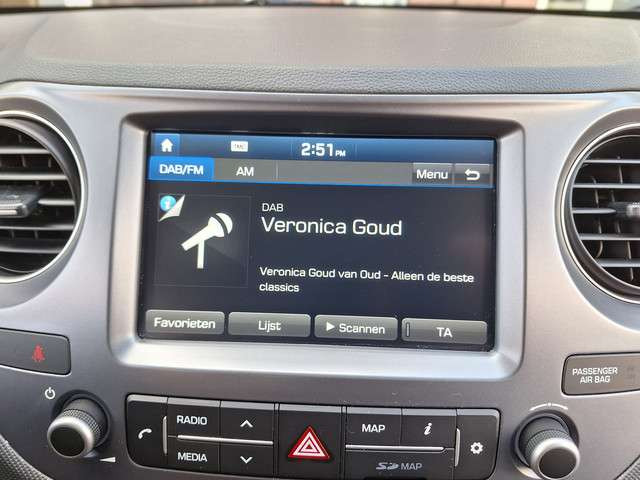 TMC
2:51 PM
DAB/FM AM Menu
DAB
Veronica Goud
Veronica Goud van Oud - Alleen de beste
classics
Favorieten Lijst Scannen TA
PASSENGER
AIR BAG
RADIO MAP i
MEDIA SD MAP